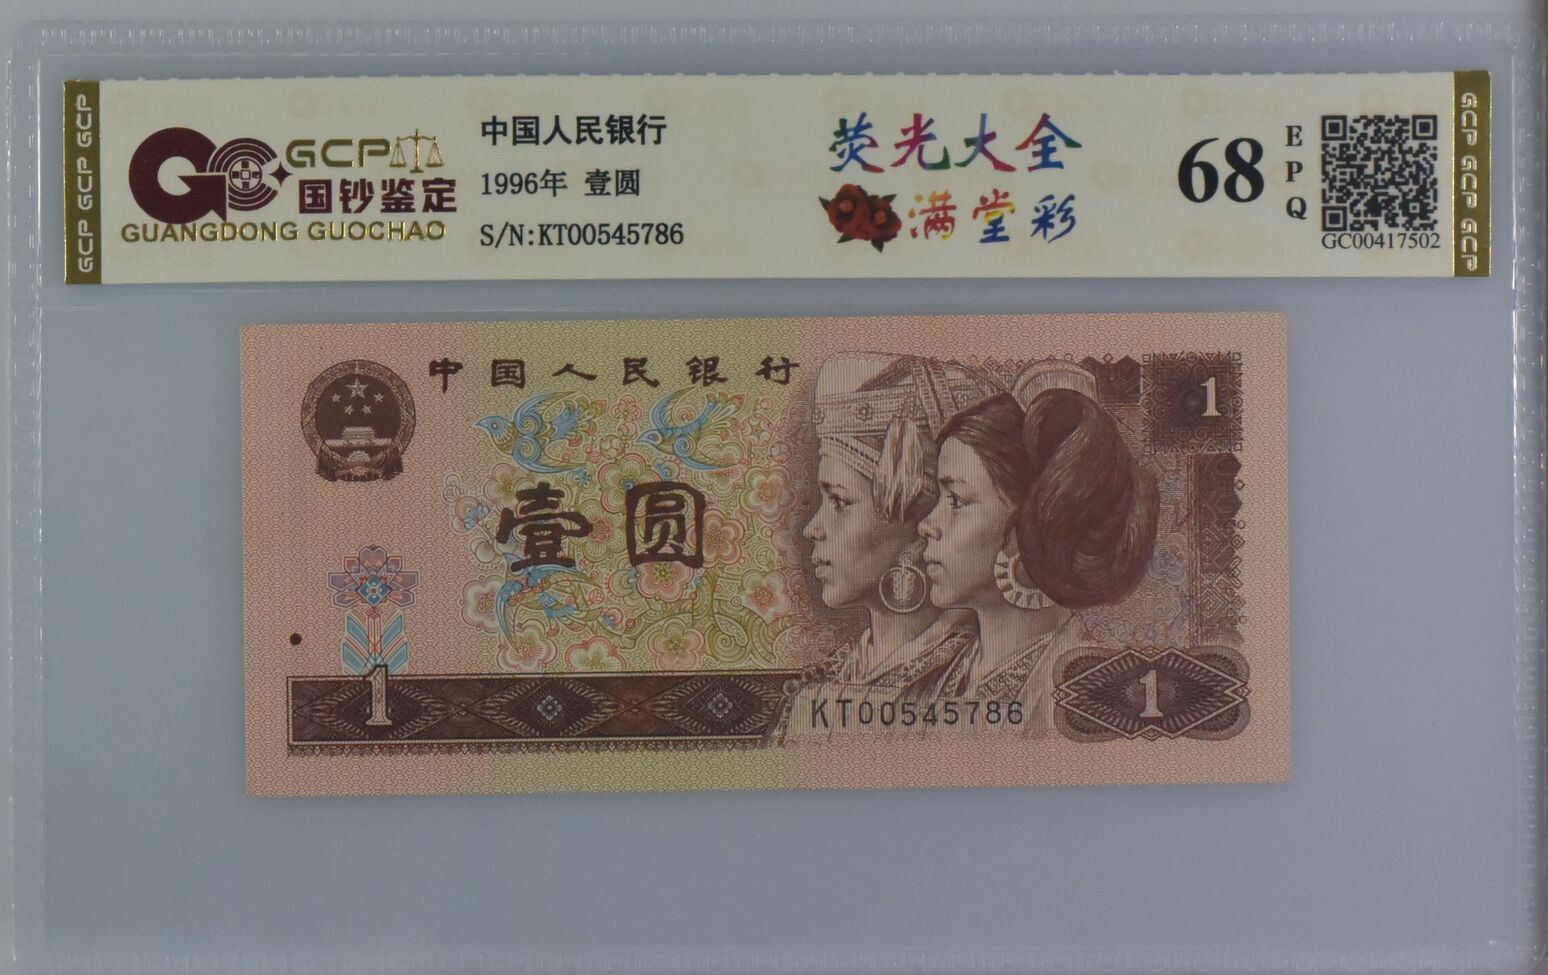 GCP GCP GCP
GCP
国钞鉴定
GUANGDONG GUOCHAO
中国人民银行
1996年 壹圆
S/N:KT00545786
荧光大全
满堂彩
68
EPQ
GC00417502
GCP GCP GCP
中国人民银行
1
壹圆
1
KT00545786
1